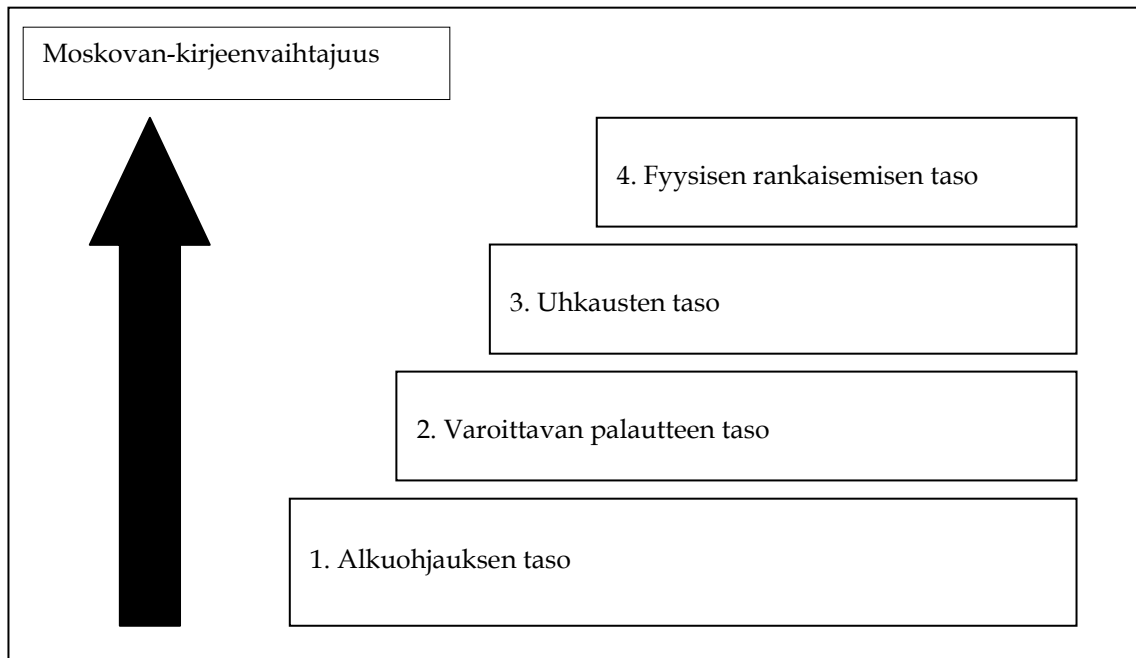 Moskovan-kirjeenvaihtajuus
4. Fyysisen rankaisemisen taso
3. Uhkausten taso
2. Varoittavan palautteen taso
1. Alkuohjauksen taso